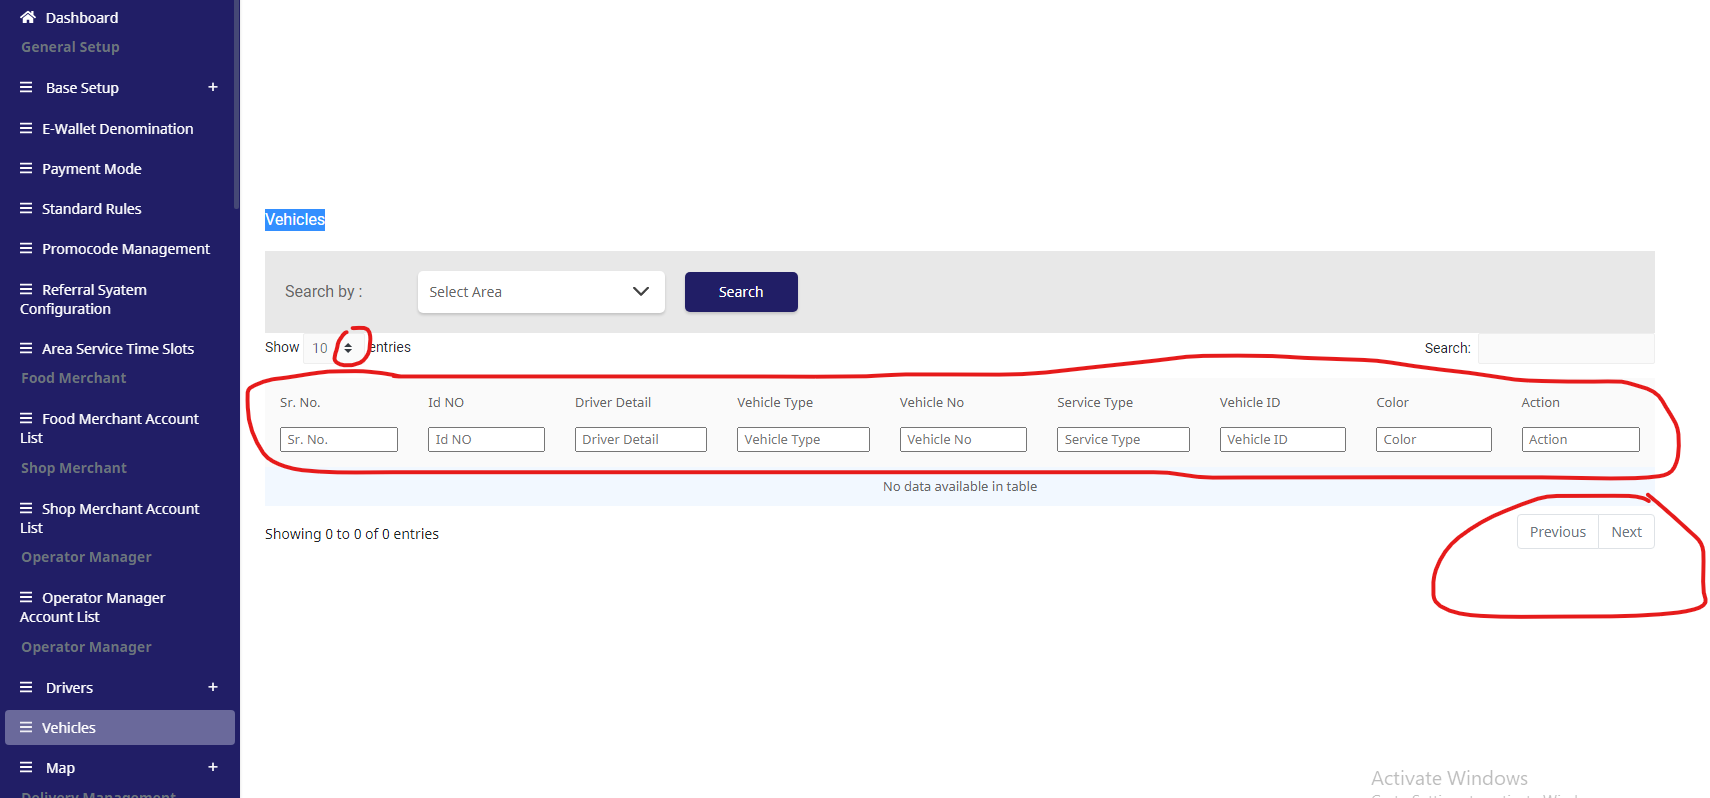 Dashboard
General Setup
Base Setup +
E-Wallet Denomination
Payment Mode
Standard Rules
Promocode Management
Referral Syatem
Configuration
Area Service Time Slots
Food Merchant
Food Merchant Account
List
Shop Merchant
Shop Merchant Account
List
Operator Manager
Operator Manager
Account List
Operator Manager
Drivers +
Vehicles
Map +
Delivery Management
Vehicles
Search by : Select Area Search
Show 10 entries Search:
Sr. No. Id NO Driver Detail Vehicle Type Vehicle No Service Type Vehicle ID Color Action
Sr. No. Id NO Driver Detail Vehicle Type Vehicle No Service Type Vehicle ID Color Action
No data available in table
Showing 0 to 0 of 0 entries Previous Next
Activate Windows